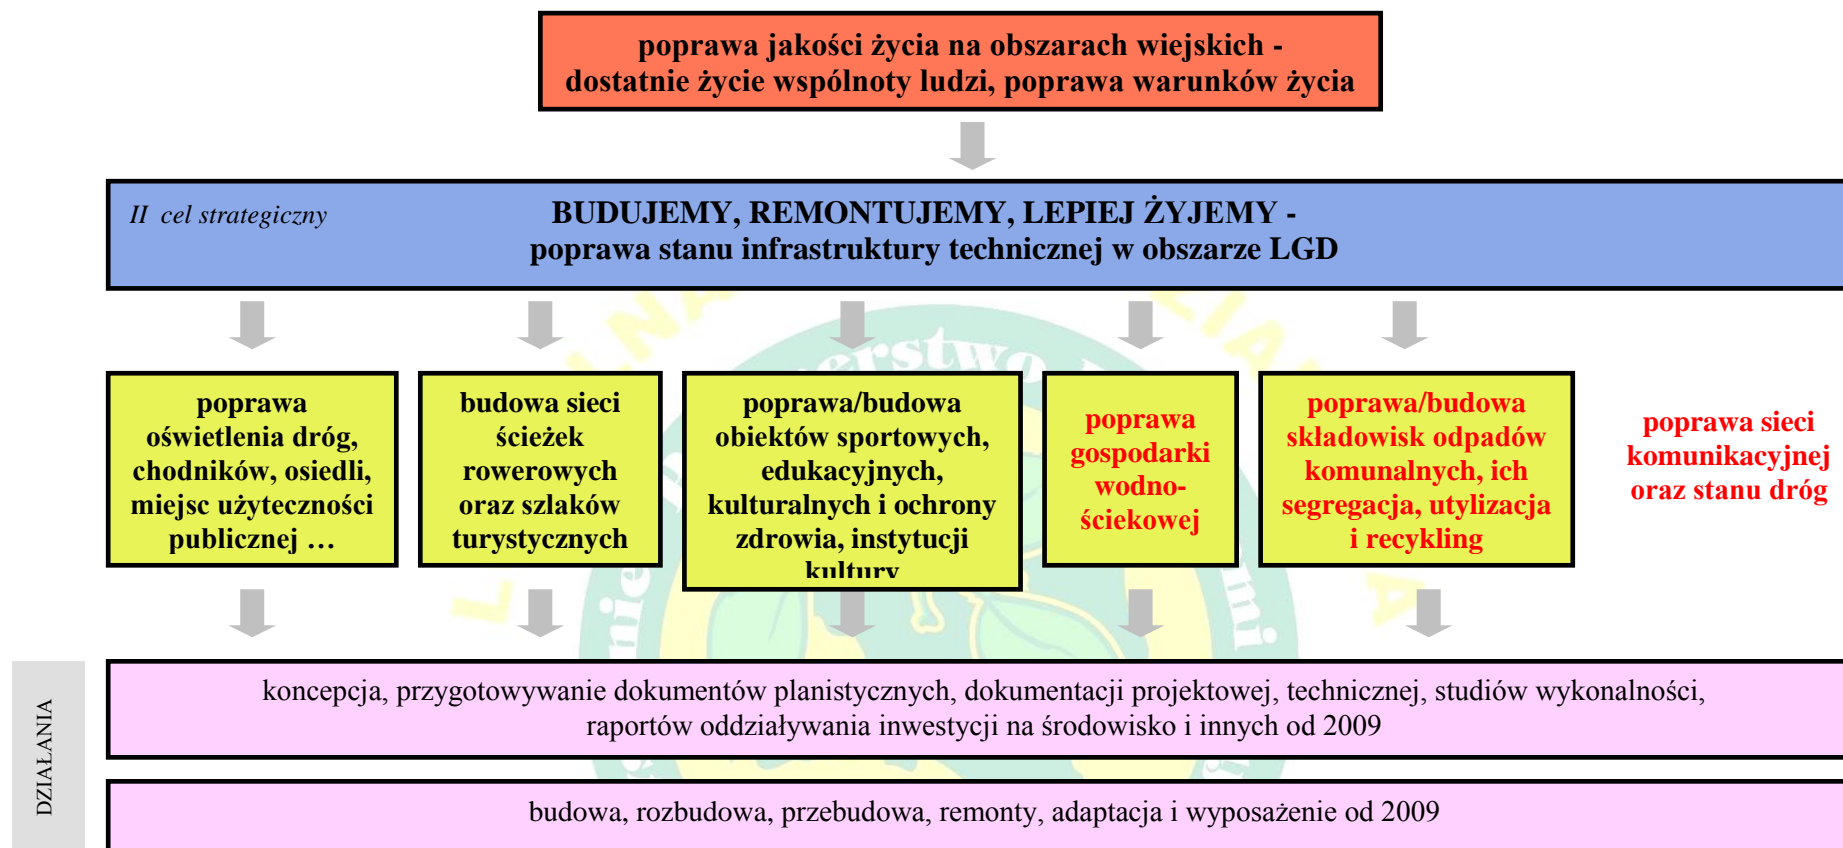 poprawa jakości życia na obszarach wiejskich -
dostatnie życie wspólnoty ludzi, poprawa warunków życia
II cel strategiczny
BUDUJEMY, REMONTUJEMY, LEPIEJ ŻYJEMY -
poprawa stanu infrastruktury technicznej w obszarze LGD
poprawa
oświetlenia dróg,
chodników, osiedli,
miejsc użyteczności
publicznej …
budowa sieci
ścieżek
rowerowych
oraz szlaków
turystycznych
poprawa/budowa
obiektów sportowych,
edukacyjnych,
kulturalnych i ochrony
zdrowia, instytucji
kultury
poprawa
gospodarki
wodno-
ściekowej
poprawa/budowa
składowisk odpadów
komunalnych, ich
segregacja, utylizacja
i recykling
poprawa sieci
komunikacyjnej
oraz stanu dróg
DZIAŁANIA
koncepcja, przygotowywanie dokumentów planistycznych, dokumentacji projektowej, technicznej, studiów wykonalności,
raportów oddziaływania inwestycji na środowisko i innych od 2009
budowa, rozbudowa, przebudowa, remonty, adaptacja i wyposażenie od 2009